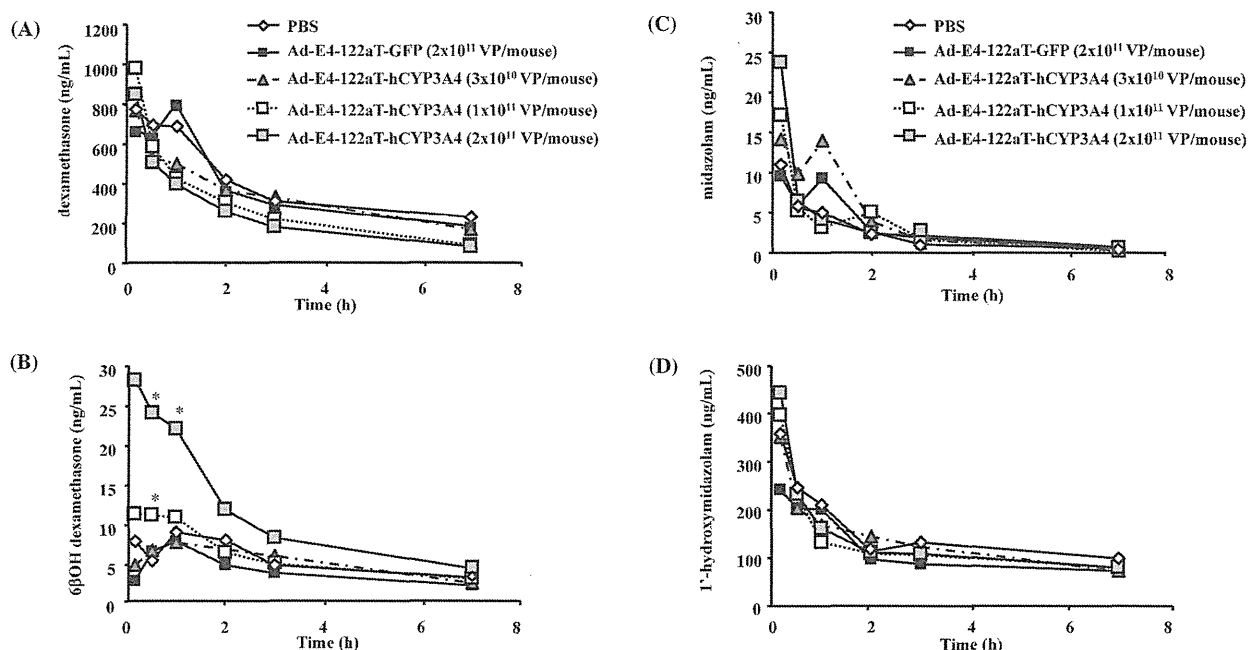 (A)
dexamethasone (ng/mL)
1200
1000
800
600
400
200
0
0 2 4 6 8
Time (h)
PBS
Ad-E4-122aT-GFP (2x10¹¹ VP/mouse)
Ad-E4-122aT-hCYP3A4 (3x10¹⁰ VP/mouse)
Ad-E4-122aT-hCYP3A4 (1x10¹¹ VP/mouse)
Ad-E4-122aT-hCYP3A4 (2x10¹¹ VP/mouse)
(C)
midazolam (ng/mL)
30
25
20
15
10
5
0
0 2 4 6 8
Time (h)
PBS
Ad-E4-122aT-GFP (2x10¹¹ VP/mouse)
Ad-E4-122aT-hCYP3A4 (3x10¹⁰ VP/mouse)
Ad-E4-122aT-hCYP3A4 (1x10¹¹ VP/mouse)
Ad-E4-122aT-hCYP3A4 (2x10¹¹ VP/mouse)
(B)
6βOH dexamethasone (ng/mL)
30
25
20
15
10
5
0
* *
*
0 2 4 6 8
Time (h)
(D)
1'-hydroxymidazolam (ng/mL)
500
400
300
200
100
0
0 2 4 6 8
Time (h)